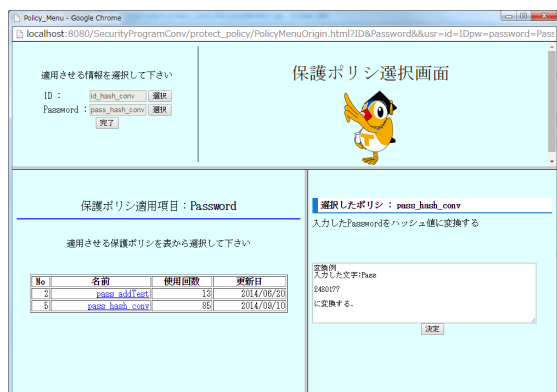 Policy_Menu - Google Chrome
localhost:8080/SecurityProgramConv/protect_policy/PolicyMenuOrigin.html?ID&Password&&usr=id=IDpw=password=Pass
適用させる情報を選択して下さい
ID : id_hash_conv 選択
Password : pass_hash_conv 選択
完了
保護ポリシ選択画面
保護ポリシ適用項目:Password
適用させる保護ポリシを表から選択して下さい
No 名前 使用回数 更新日
2 pass_addTest 13 2014/06/20
5 pass_hash_conv 85 2014/09/10
選択したポリシ : pass_hash_conv
入力したPasswordをハッシュ値に変換する
変換例
入力した文字:Pass
2480177
に変換する.
決定